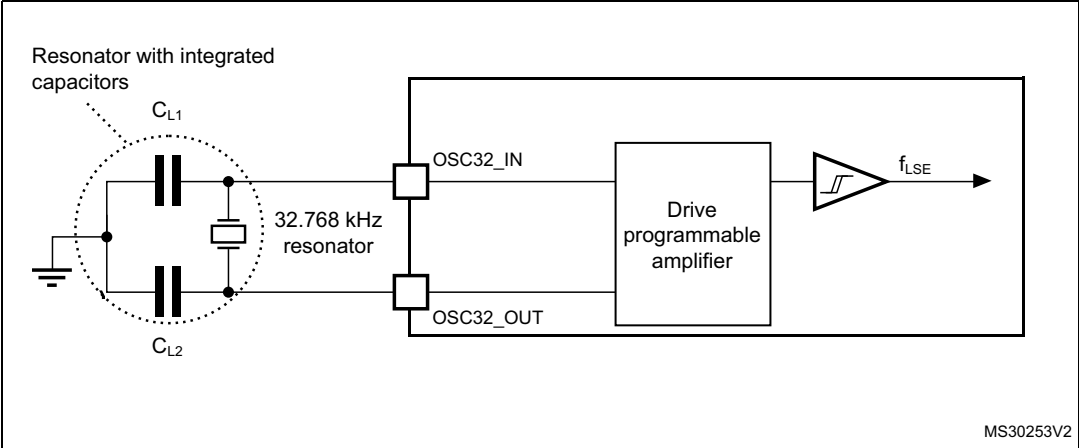 Resonator with integrated
capacitors
CL1
OSC32_IN
fLSE
32.768 kHz
resonator
Drive
programmable
amplifier
OSC32_OUT
CL2
MS30253V2